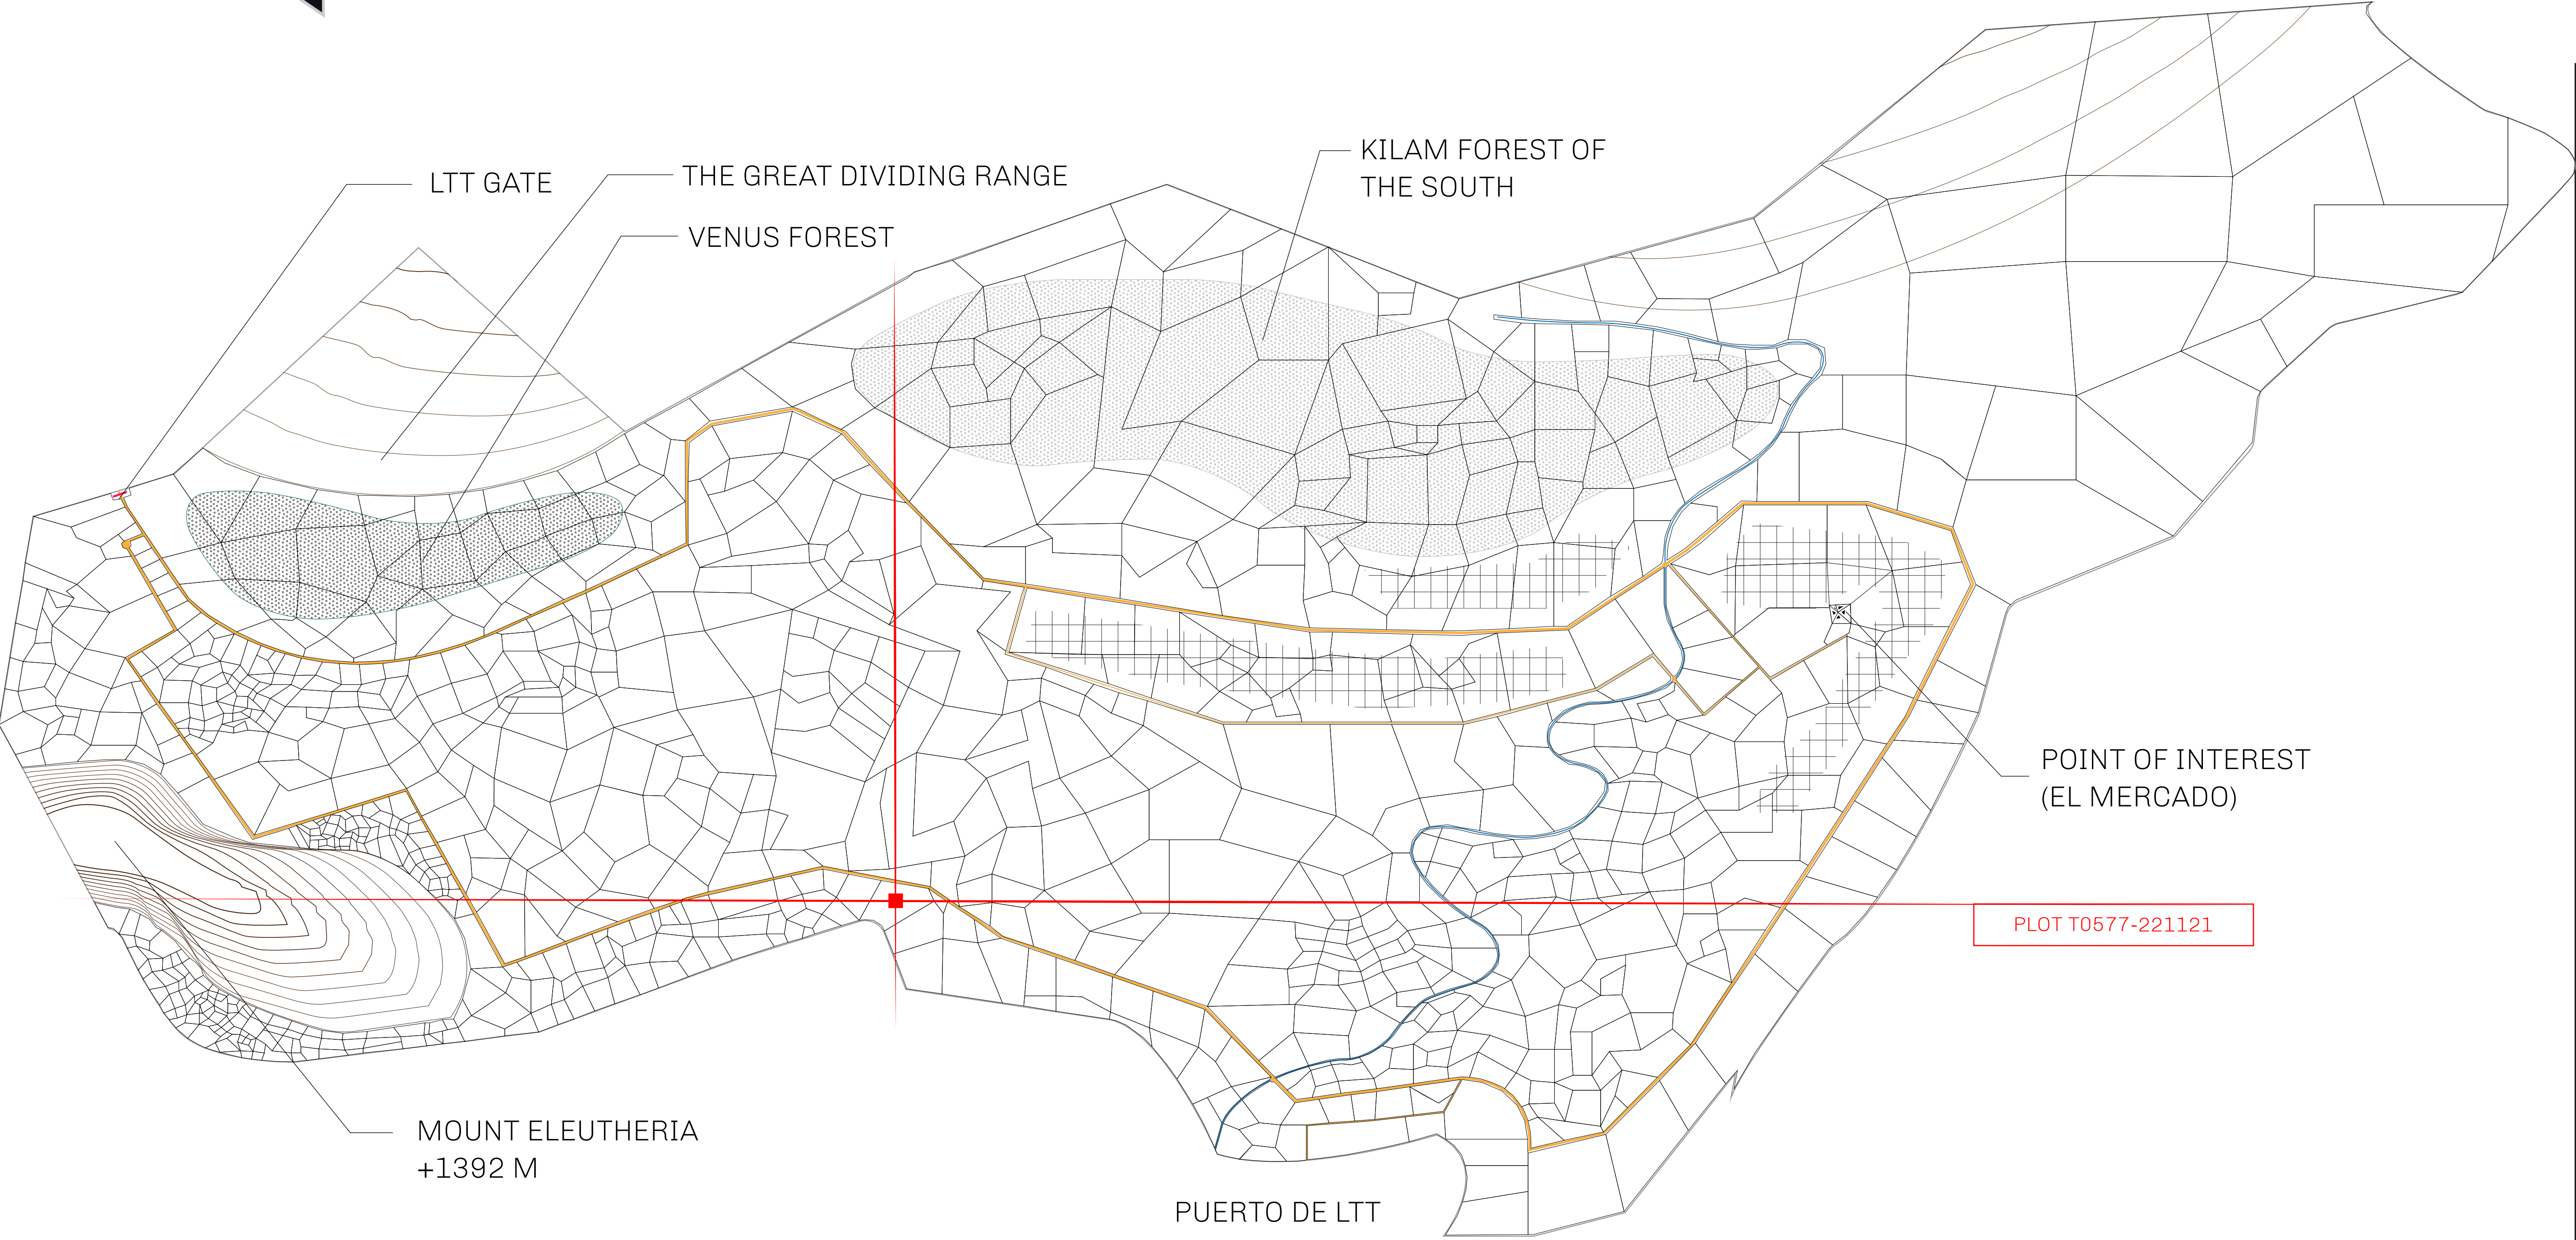 KILAM FOREST OF
THE SOUTH
LTT GATE
THE GREAT DIVIDING RANGE
VENUS FOREST
POINT OF INTEREST
(EL MERCADO)
PLOT T0577-221121
MOUNT ELEUTHERIA
+1392 M
PUERTO DE LTT